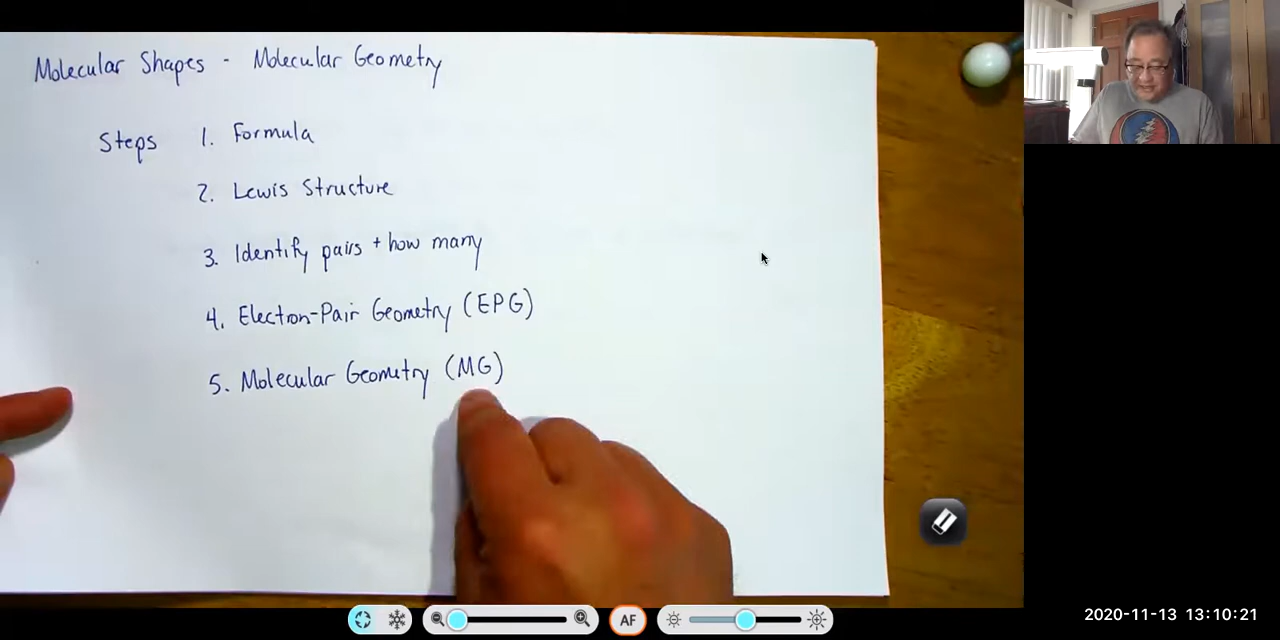 Molecular Shapes - Molecular Geometry
Steps 1. Formula
2. Lewis Structure
3. Identify pairs + how many
4. Electron-Pair Geometry (EPG)
5. Molecular Geometry (MG)
AF
2020-11-13 13:10:21